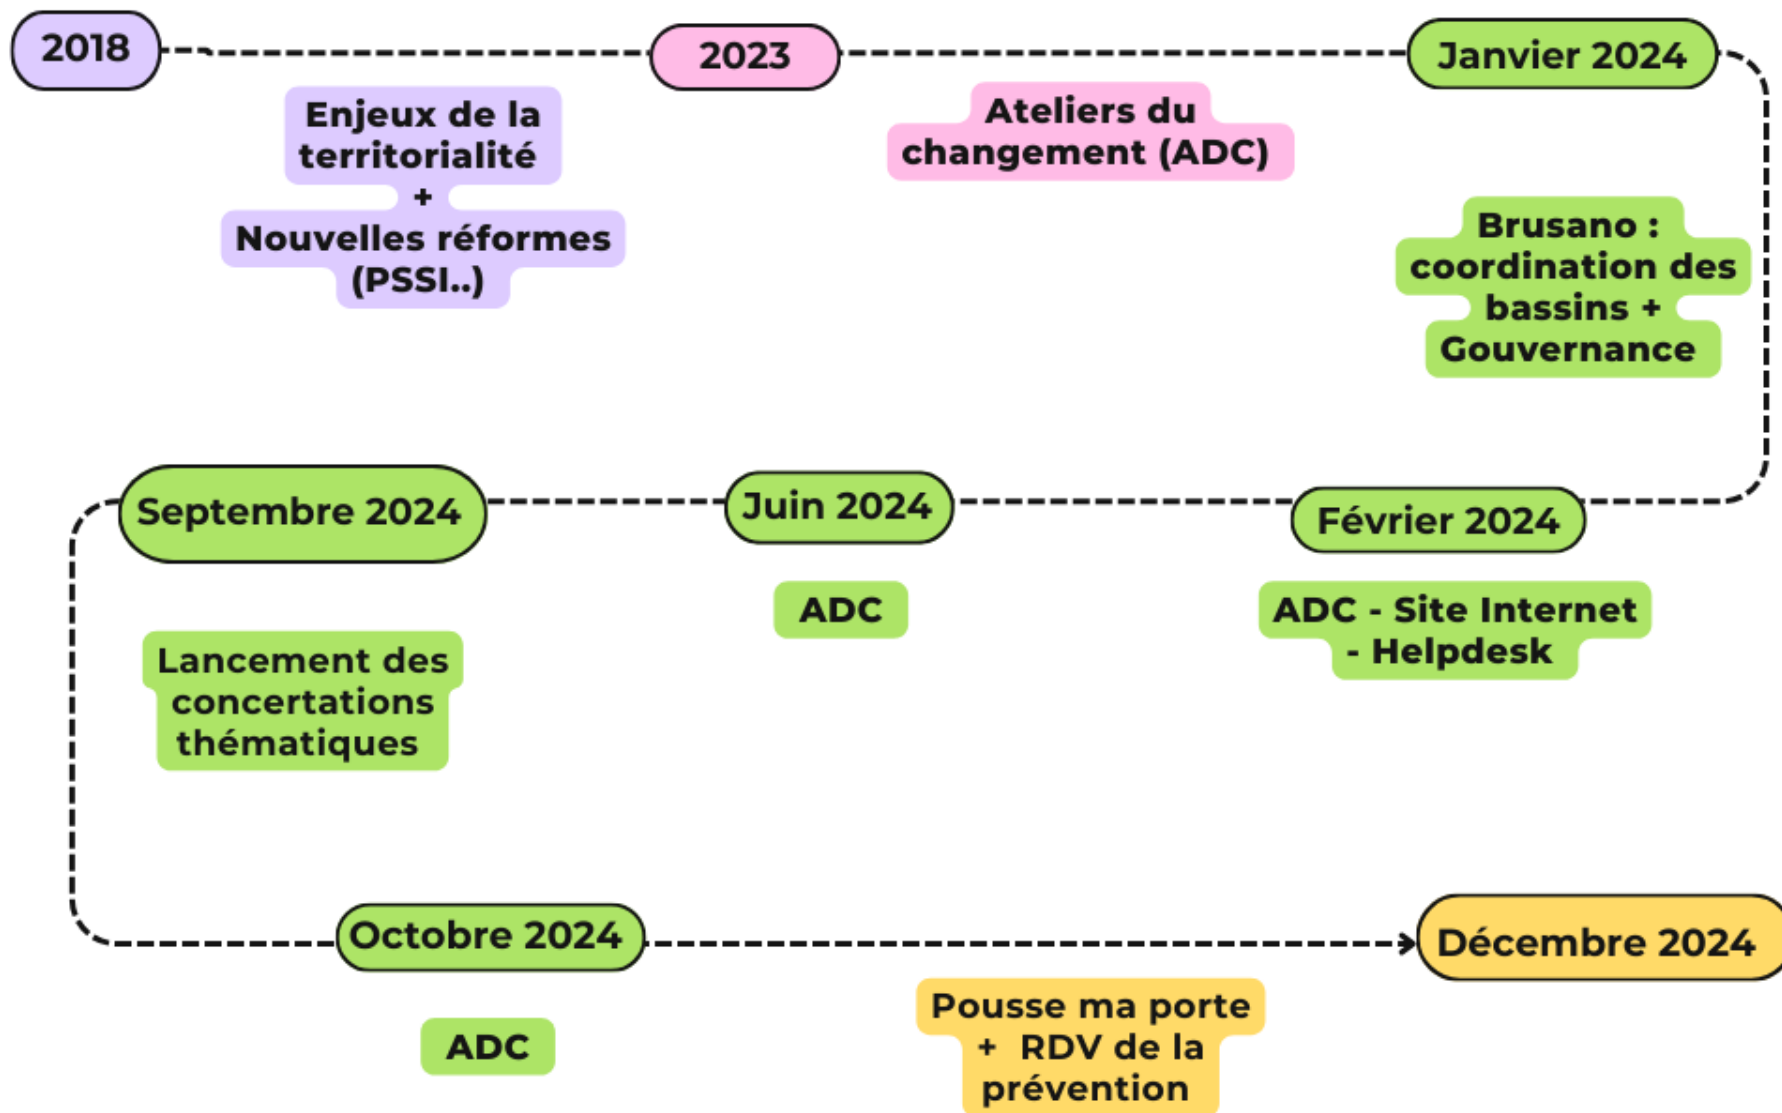 2018
Enjeux de la
territorialité
+
Nouvelles réformes
(PSSI..)
2023
Ateliers du
changement (ADC)
Janvier 2024
Brusano :
coordination des
bassins +
Gouvernance
Février 2024
ADC - Site Internet
- Helpdesk
Juin 2024
ADC
Septembre 2024
Lancement des
concertations
thématiques
Octobre 2024
ADC
Pousse ma porte
+ RDV de la
prévention
Décembre 2024